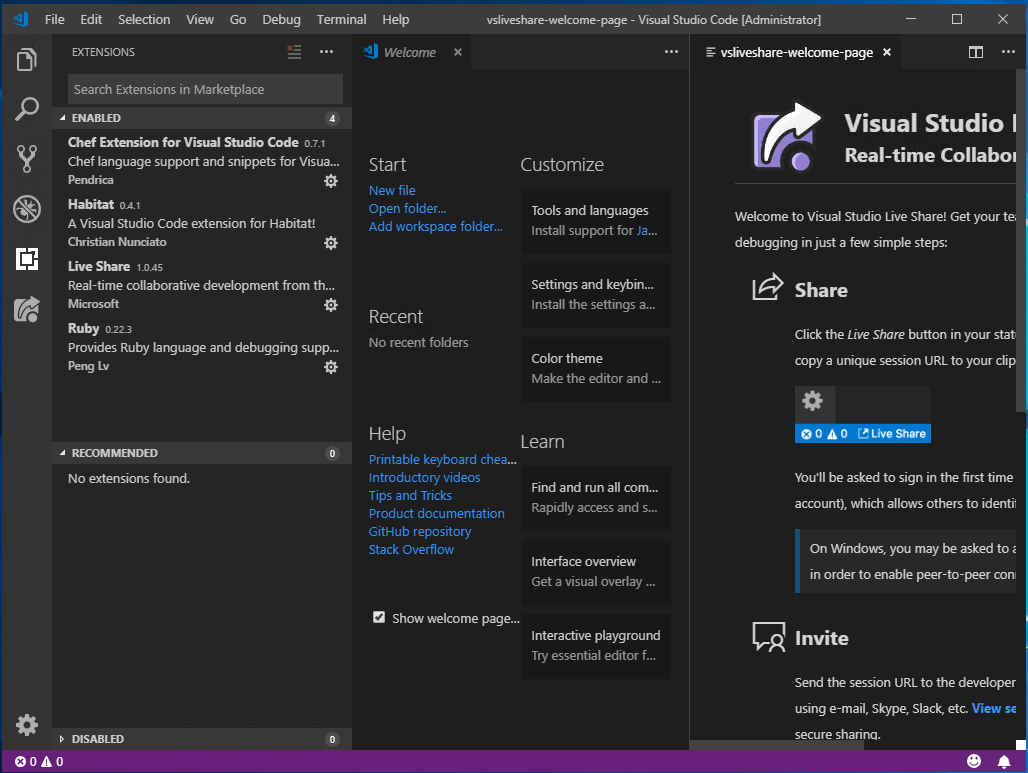 File Edit Selection View Go Debug Terminal Help
vsliveshare-welcome-page - Visual Studio Code [Administrator]
EXTENSIONS
Search Extensions in Marketplace
ENABLED 4
Chef Extension for Visual Studio Code 0.7.1
Chef language support and snippets for Visua...
Pendrica
Habitat 0.4.1
A Visual Studio Code extension for Habitat!
Christian Nunciato
Live Share 1.0.45
Real-time collaborative development from th...
Microsoft
Ruby 0.22.3
Provides Ruby language and debugging supp...
Peng Lv
RECOMMENDED 0
No extensions found.
DISABLED 0
Welcome
Start
New file
Open folder...
Add workspace folder...
Recent
No recent folders
Help
Printable keyboard chea...
Introductory videos
Tips and Tricks
Product documentation
GitHub repository
Stack Overflow
Show welcome page...
Customize
Tools and languages
Install support for Ja...
Settings and keybin...
Install the settings a...
Color theme
Make the editor and ...
Learn
Find and run all com...
Rapidly access and s...
Interface overview
Get a visual overlay ...
Interactive playground
Try essential editor f...
vsliveshare-welcome-page
Visual Studio
Real-time Collabor
Welcome to Visual Studio Live Share! Get your te
debugging in just a few simple steps:
Share
Click the Live Share button in your stat
copy a unique session URL to your clip
0 0 Live Share
You'll be asked to sign in the first time
account), which allows others to identif
On Windows, you may be asked to a
in order to enable peer-to-peer con
Invite
Send the session URL to the developer
using e-mail, Skype, Slack, etc. View se
secure sharing.
0 0